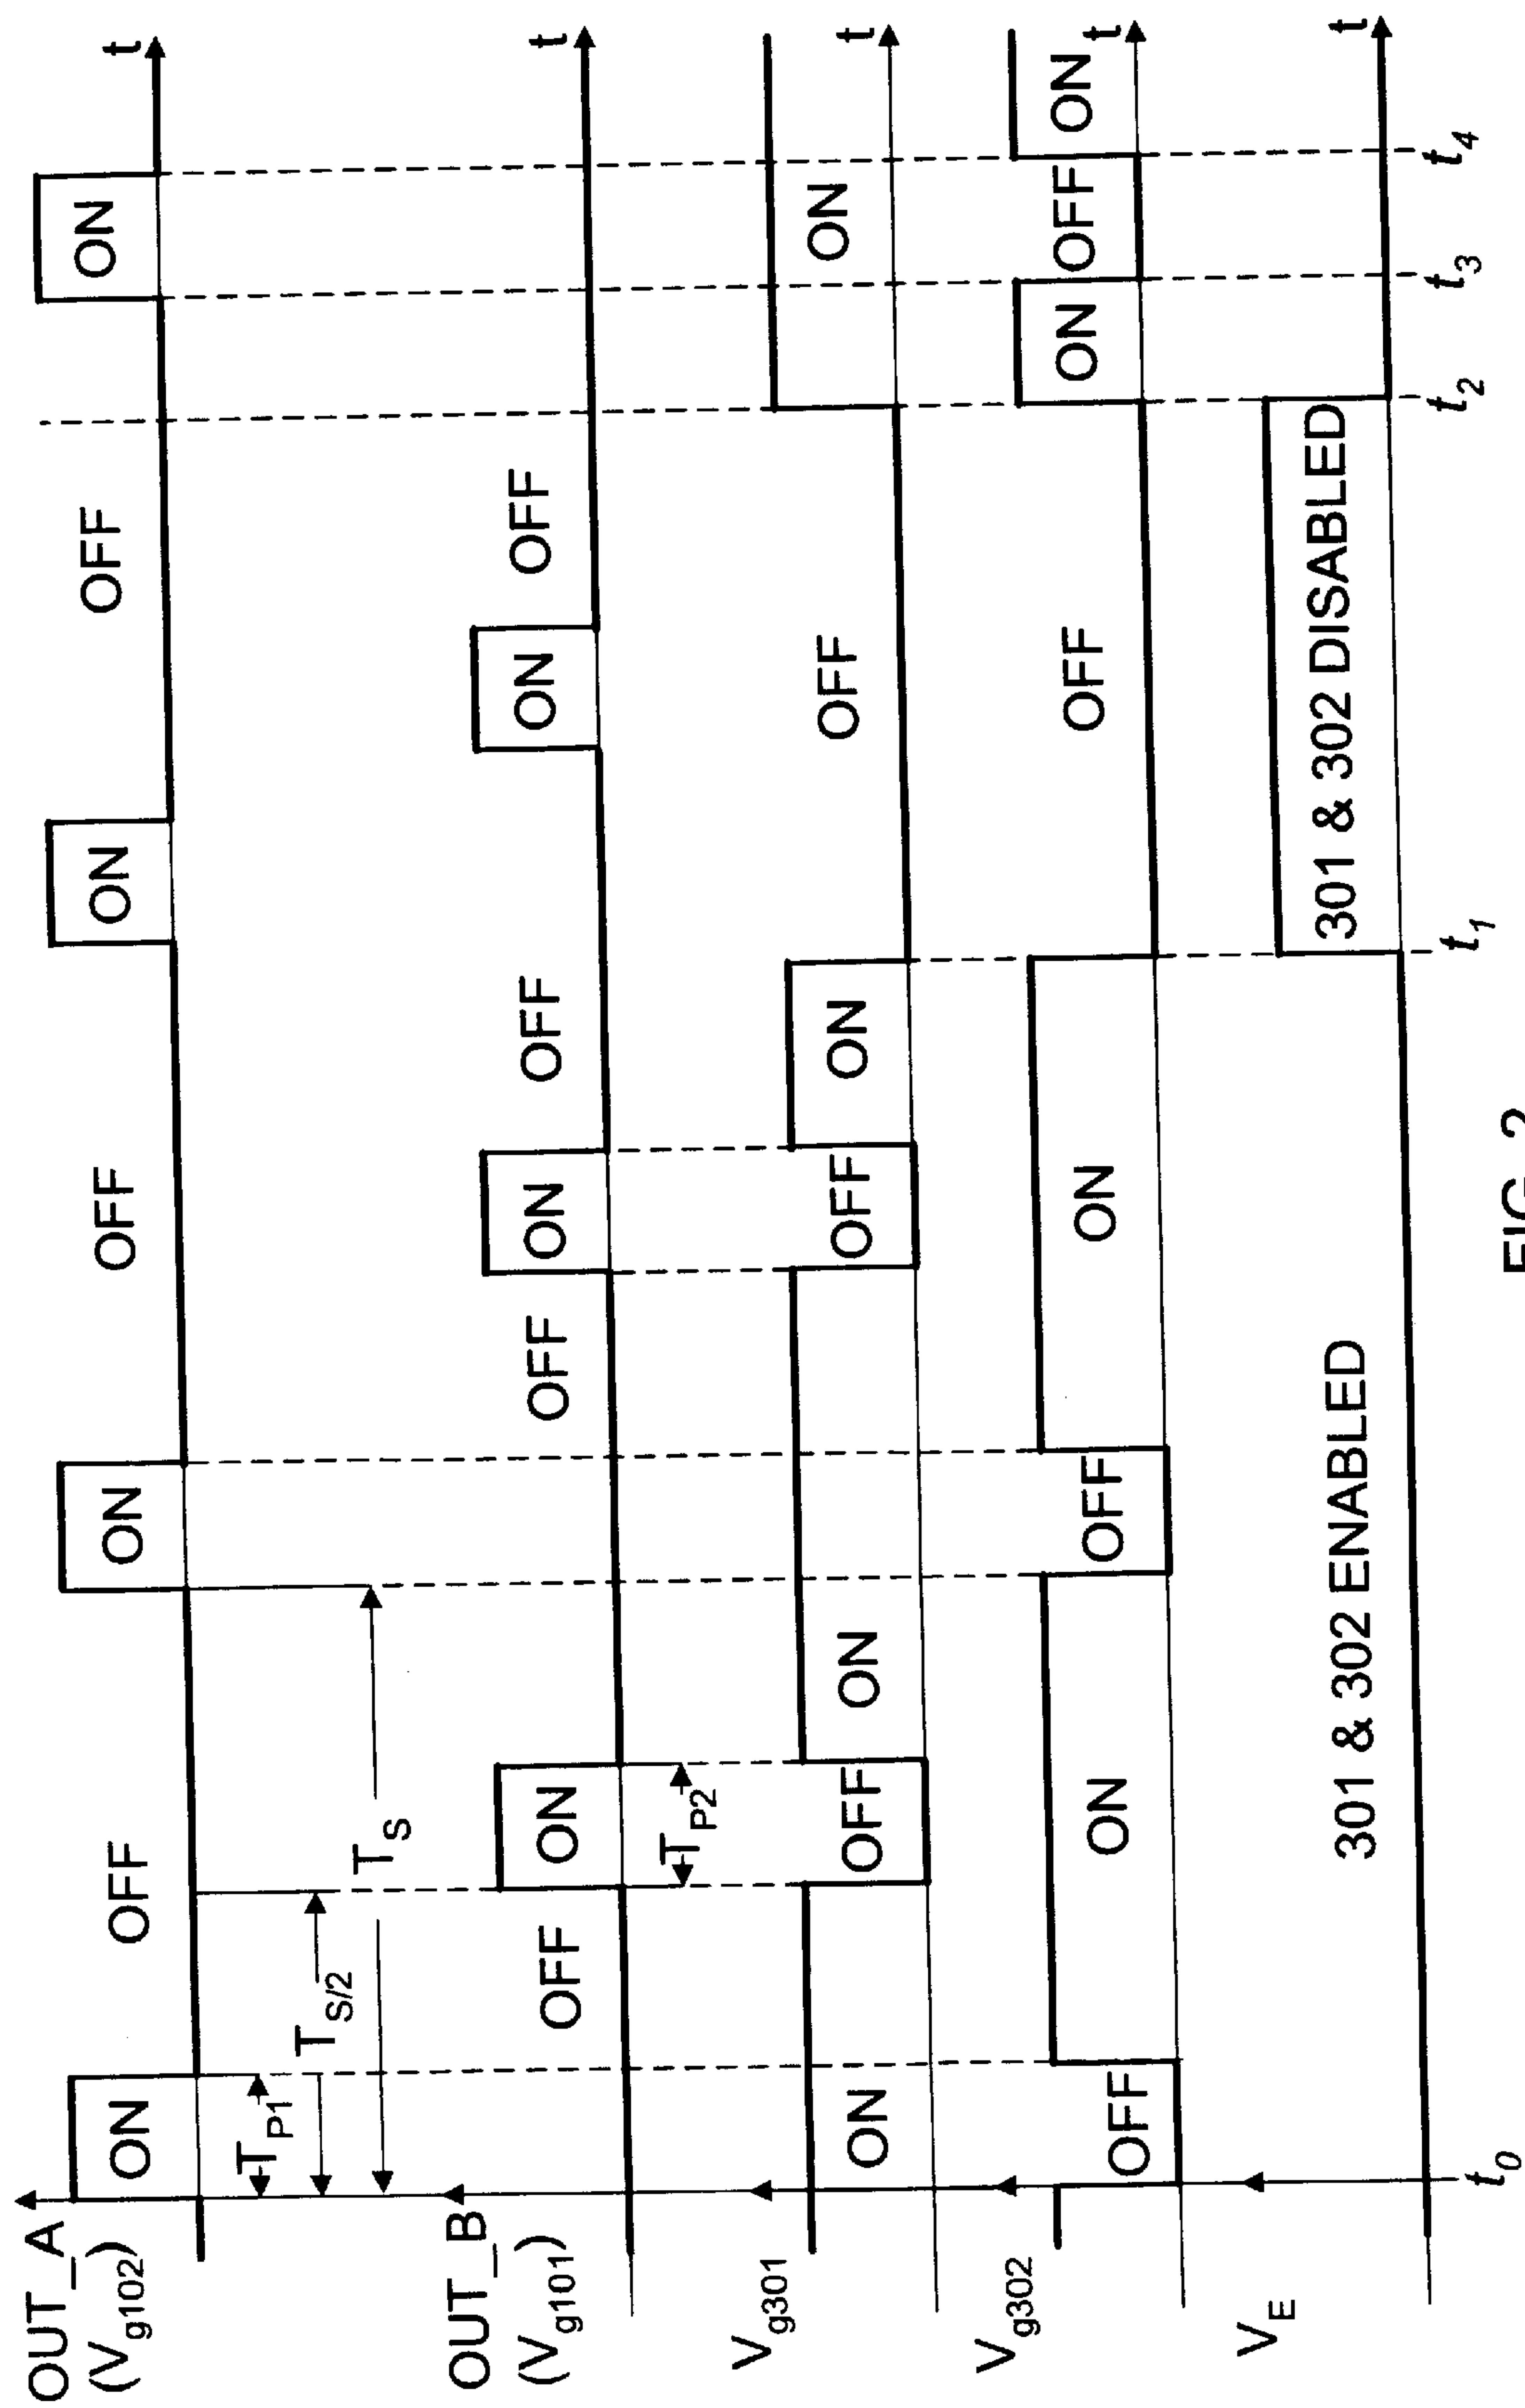 OUT_A
(Vg102)
ON OFF ON OFF ON OFF ON t
TP1
TS/2
TS
OUT_B
(Vg101)
OFF ON OFF ON OFF ON OFF t
TP2
Vg301
ON OFF ON OFF ON OFF ON t
Vg302
OFF ON OFF ON OFF ON OFF ON t
VE
301 & 302 ENABLED 301 & 302 DISABLED t
t0 t1 t2 t3 t4